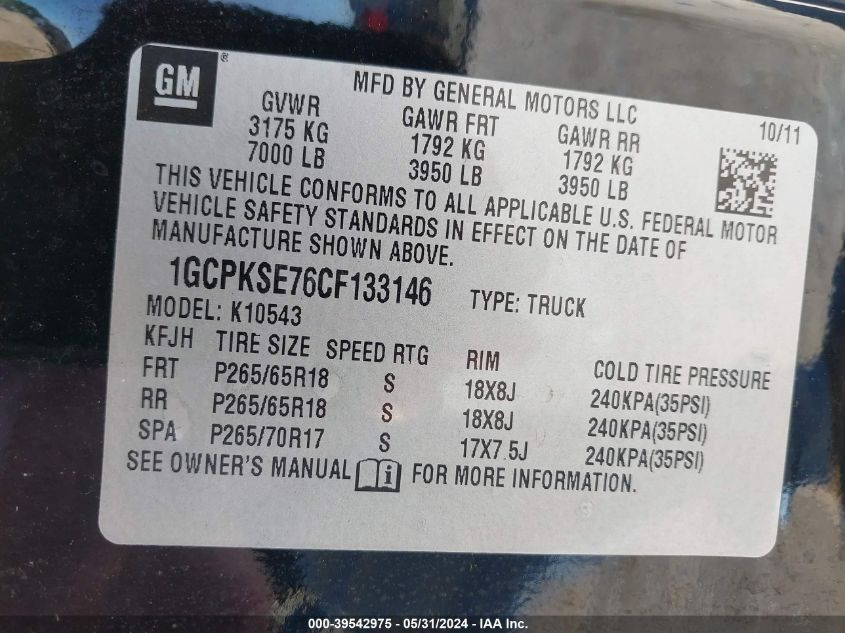 GM ®
MFD BY GENERAL MOTORS LLC
10/11
GVWR GAWR FRT GAWR RR
3175 KG 1792 KG 1792 KG
7000 LB 3950 LB 3950 LB
THIS VEHICLE CONFORMS TO ALL APPLICABLE U.S. FEDERAL MOTOR
VEHICLE SAFETY STANDARDS IN EFFECT ON THE DATE OF
MANUFACTURE SHOWN ABOVE.
1GCPKSE76CF133146 TYPE: TRUCK
MODEL: K10543
KFJH TIRE SIZE SPEED RTG RIM COLD TIRE PRESSURE
FRT P265/65R18 S 18X8J 240KPA(35PSI)
RR P265/65R18 S 18X8J 240KPA(35PSI)
SPA P265/70R17 S 17X7.5J 240KPA(35PSI)
SEE OWNER'S MANUAL i FOR MORE INFORMATION.
000-39542975 - 05/31/2024 - © IAA Inc.